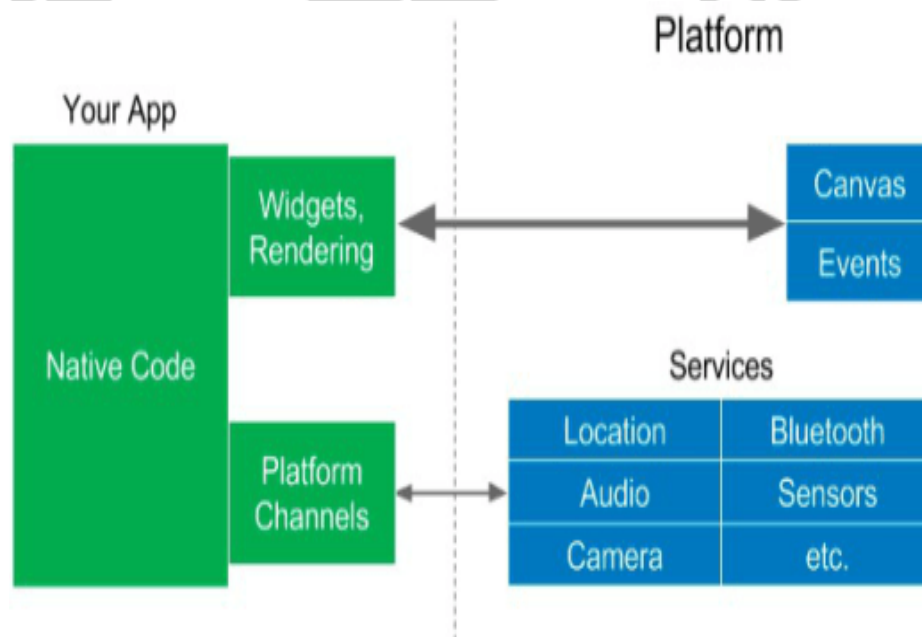 Platform
Your App
Widgets,
Rendering
Canvas
Events
Native Code
Services
Platform
Channels
Location
Bluetooth
Audio
Sensors
Camera
etc.